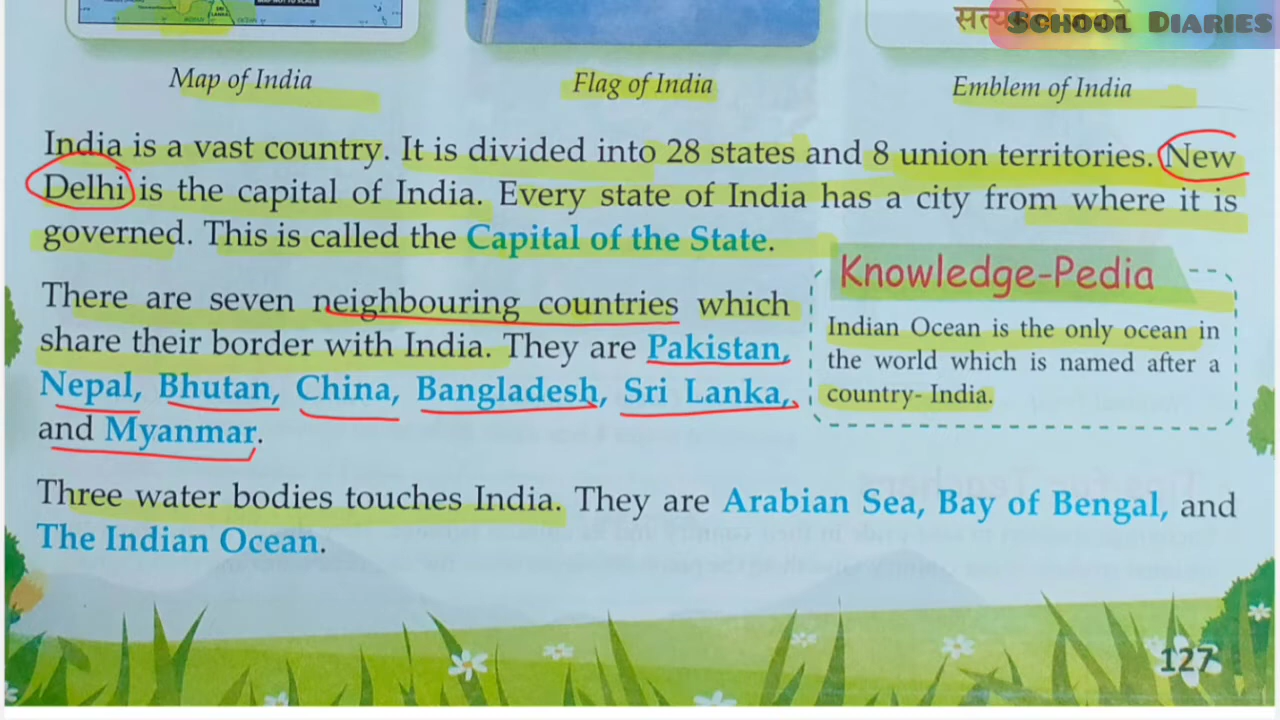 सत्यमेव जयते
SCHOOL DIARIES
Map of India
Flag of India
Emblem of India
India is a vast country. It is divided into 28 states and 8 union territories. New
Delhi is the capital of India. Every state of India has a city from where it is
governed. This is called the Capital of the State.
There are seven neighbouring countries which
share their border with India. They are Pakistan,
Nepal, Bhutan, China, Bangladesh, Sri Lanka,
and Myanmar.
Knowledge-Pedia
Indian Ocean is the only ocean in
the world which is named after a
country- India.
Three water bodies touches India. They are Arabian Sea, Bay of Bengal, and
The Indian Ocean.
127